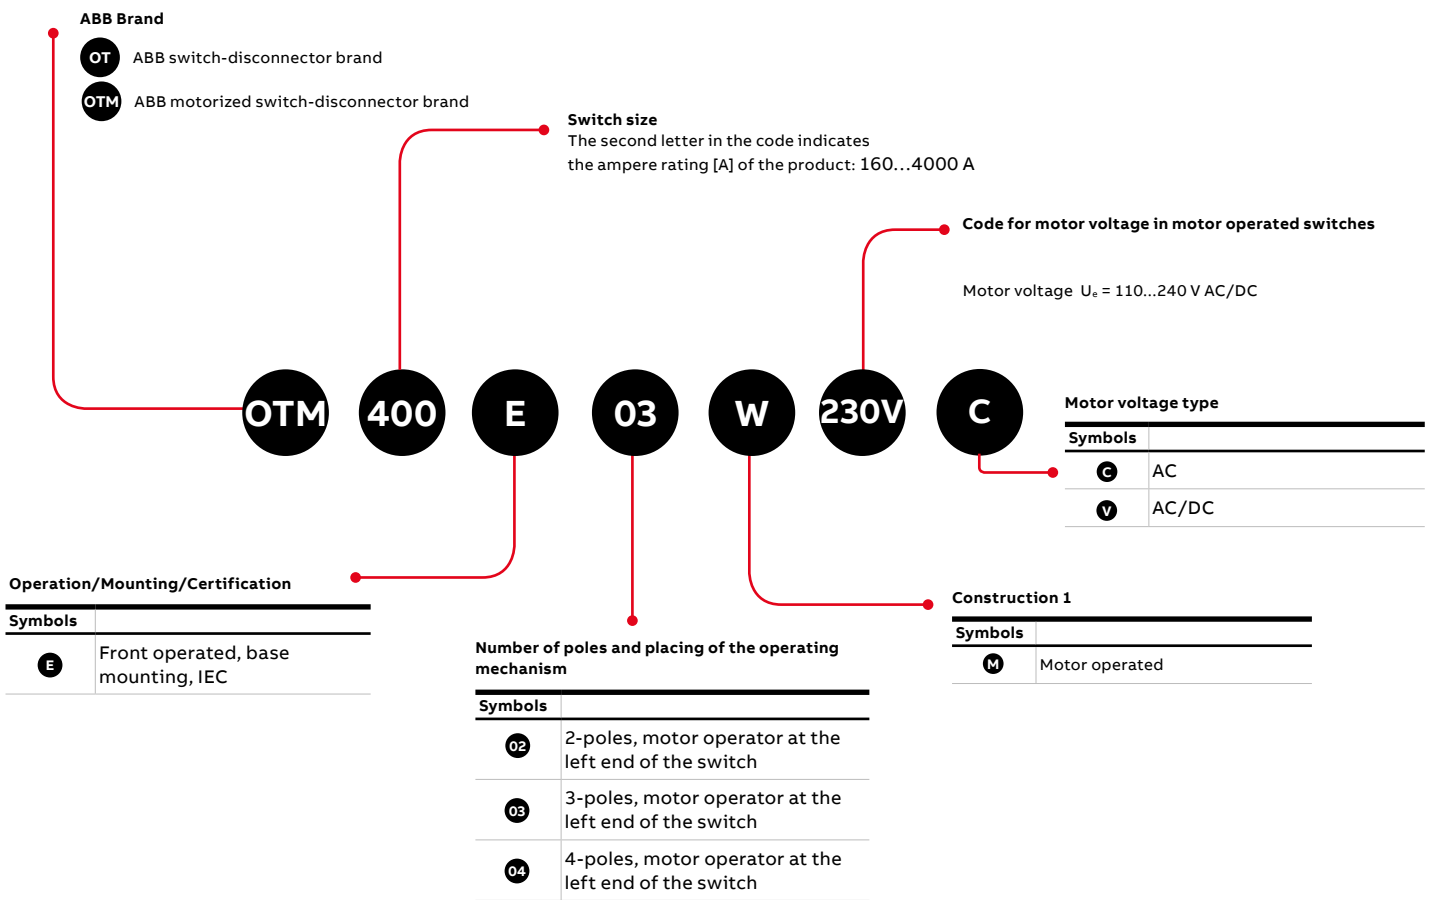 ABB Brand
OT ABB switch-disconnector brand
OTM ABB motorized switch-disconnector brand
Switch size
The second letter in the code indicates
the ampere rating [A] of the product: 160...4000 A
Code for motor voltage in motor operated switches
Motor voltage Uₑ = 110...240 V AC/DC
OTM 400 E 03 W 230V C
Motor voltage type
Symbols
C AC
V AC/DC
Operation/Mounting/Certification
Symbols
E Front operated, base
mounting, IEC
Number of poles and placing of the operating
mechanism
Symbols
02 2-poles, motor operator at the
left end of the switch
03 3-poles, motor operator at the
left end of the switch
04 4-poles, motor operator at the
left end of the switch
Construction 1
Symbols
M Motor operated